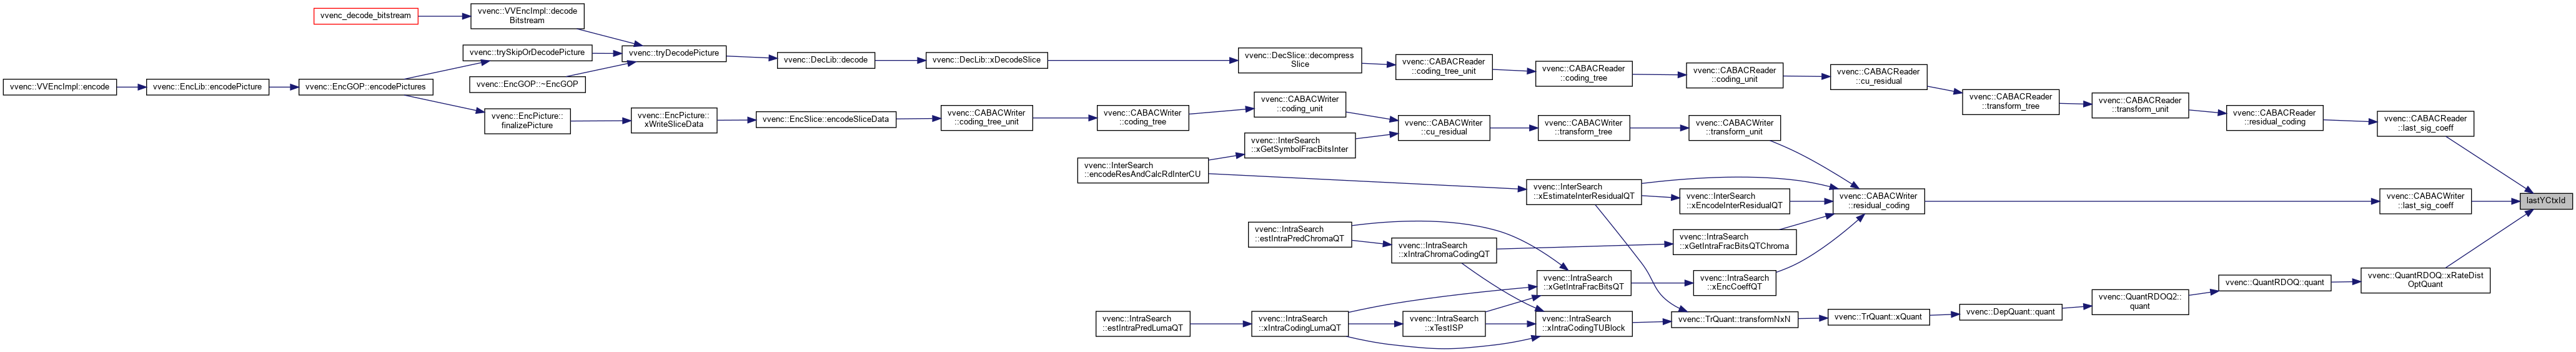 vvenc_decode_bitstream
vvenc::VVEncImpl::decode
Bitstream
vvenc::trySkipOrDecodePicture
vvenc::tryDecodePicture
vvenc::EncGOP::~EncGOP
vvenc::VVEncImpl::encode
vvenc::EncLib::encodePicture
vvenc::EncGOP::encodePictures
vvenc::EncPicture::
finalizePicture
vvenc::EncPicture::
xWriteSliceData
vvenc::DecLib::decode
vvenc::EncSlice::encodeSliceData
vvenc::DecLib::xDecodeSlice
vvenc::CABACWriter
::coding_tree_unit
vvenc::CABACWriter
::coding_tree
vvenc::DecSlice::decompress
Slice
vvenc::CABACWriter
::coding_unit
vvenc::InterSearch
::xGetSymbolFracBitsInter
vvenc::InterSearch
::encodeResAndCalcRdInterCU
vvenc::CABACReader
::coding_tree_unit
vvenc::CABACWriter
::cu_residual
vvenc::CABACReader
::coding_tree
vvenc::CABACWriter
::transform_tree
vvenc::CABACReader
::coding_unit
vvenc::CABACWriter
::transform_unit
vvenc::CABACReader
::cu_residual
vvenc::CABACReader
::transform_tree
vvenc::CABACReader
::transform_unit
vvenc::CABACReader
::residual_coding
vvenc::CABACReader
::last_sig_coeff
vvenc::InterSearch
::xEstimateInterResidualQT
vvenc::InterSearch
::xEncodeInterResidualQT
vvenc::CABACWriter
::residual_coding
vvenc::CABACWriter
::last_sig_coeff
lastYCtxId
vvenc::IntraSearch
::estIntraPredChromaQT
vvenc::IntraSearch
::xIntraChromaCodingQT
vvenc::IntraSearch
::xGetIntraFracBitsQTChroma
vvenc::IntraSearch
::xGetIntraFracBitsQT
vvenc::IntraSearch
::xEncCoeffQT
vvenc::IntraSearch
::estIntraPredLumaQT
vvenc::IntraSearch
::xIntraCodingLumaQT
vvenc::IntraSearch
::xTestISP
vvenc::IntraSearch
::xIntraCodingTUBlock
vvenc::TrQuant::transformNxN
vvenc::TrQuant::xQuant
vvenc::DepQuant::quant
vvenc::QuantRDOQ2::
quant
vvenc::QuantRDOQ::quant
vvenc::QuantRDOQ::xRateDist
OptQuant